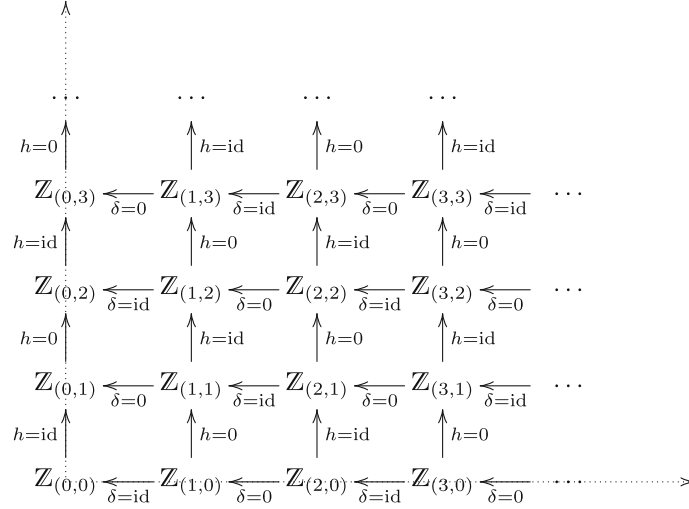 ... ... ... ...
h=0 h=id h=0 h=id
ℤ(0,3) δ=0 ℤ(1,3) δ=id ℤ(2,3) δ=0 ℤ(3,3) δ=id ...
h=id h=0 h=id h=0
ℤ(0,2) δ=id ℤ(1,2) δ=0 ℤ(2,2) δ=id ℤ(3,2) δ=0 ...
h=0 h=id h=0 h=id
ℤ(0,1) δ=0 ℤ(1,1) δ=id ℤ(2,1) δ=0 ℤ(3,1) δ=id ...
h=id h=0 h=id h=0
ℤ(0,0) δ=id ℤ(1,0) δ=0 ℤ(2,0) δ=id ℤ(3,0) δ=0 ...